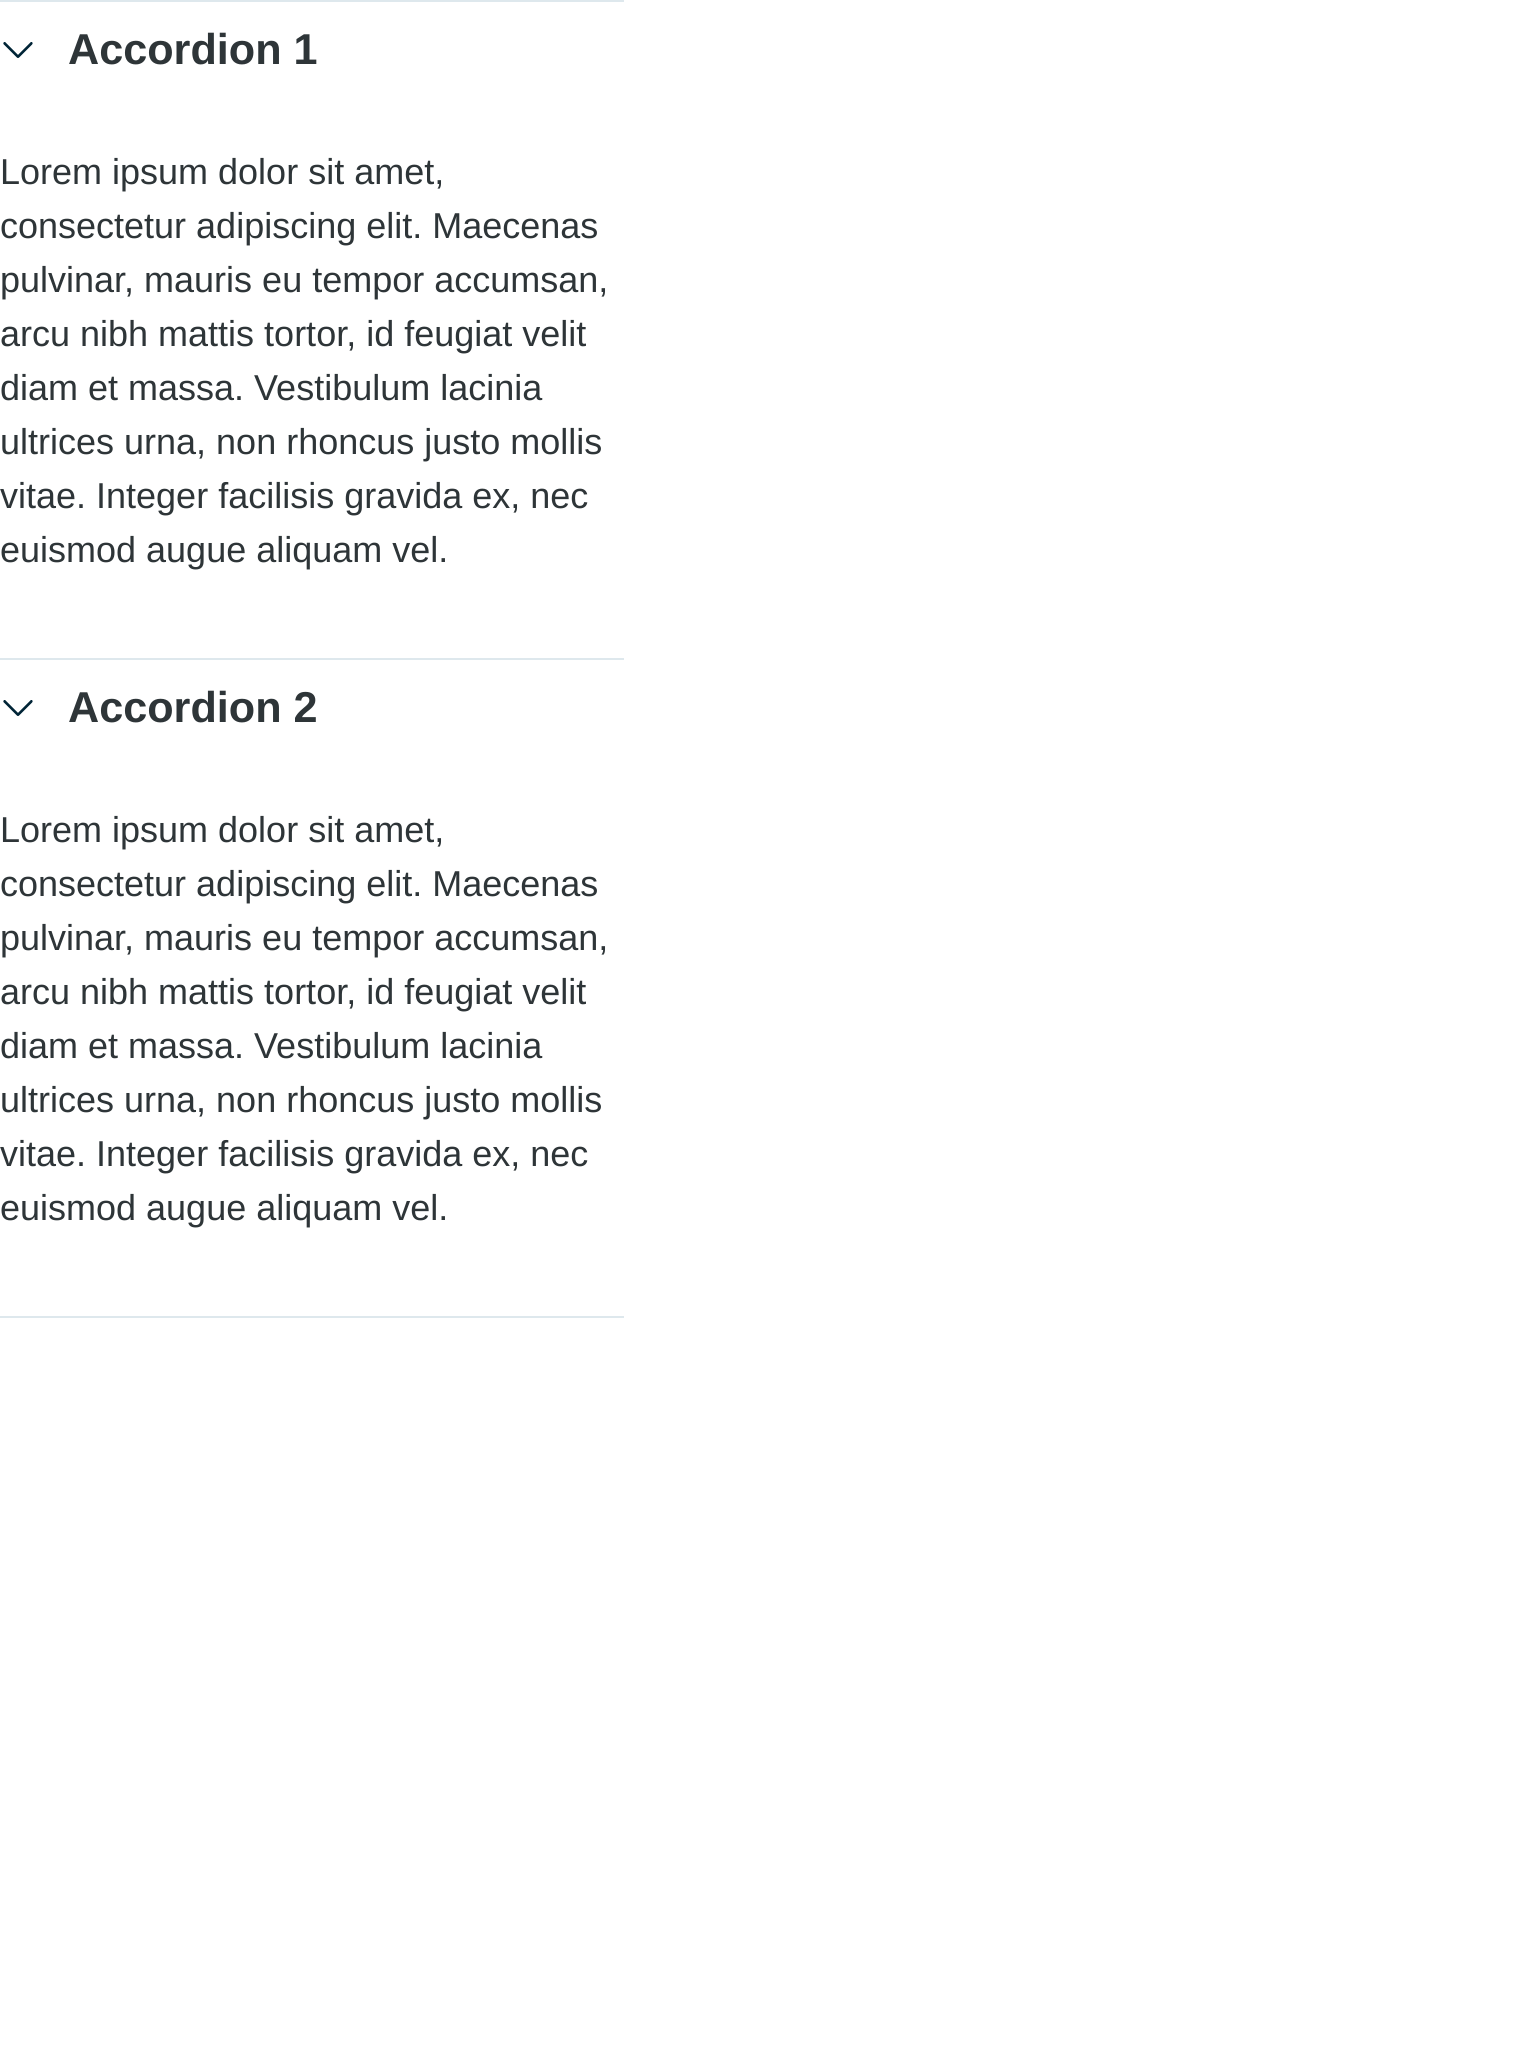 Accordion 1
Lorem ipsum dolor sit amet,
consectetur adipiscing elit. Maecenas
pulvinar, mauris eu tempor accumsan,
arcu nibh mattis tortor, id feugiat velit
diam et massa. Vestibulum lacinia
ultrices urna, non rhoncus justo mollis
vitae. Integer facilisis gravida ex, nec
euismod augue aliquam vel.
Accordion 2
Lorem ipsum dolor sit amet,
consectetur adipiscing elit. Maecenas
pulvinar, mauris eu tempor accumsan,
arcu nibh mattis tortor, id feugiat velit
diam et massa. Vestibulum lacinia
ultrices urna, non rhoncus justo mollis
vitae. Integer facilisis gravida ex, nec
euismod augue aliquam vel.